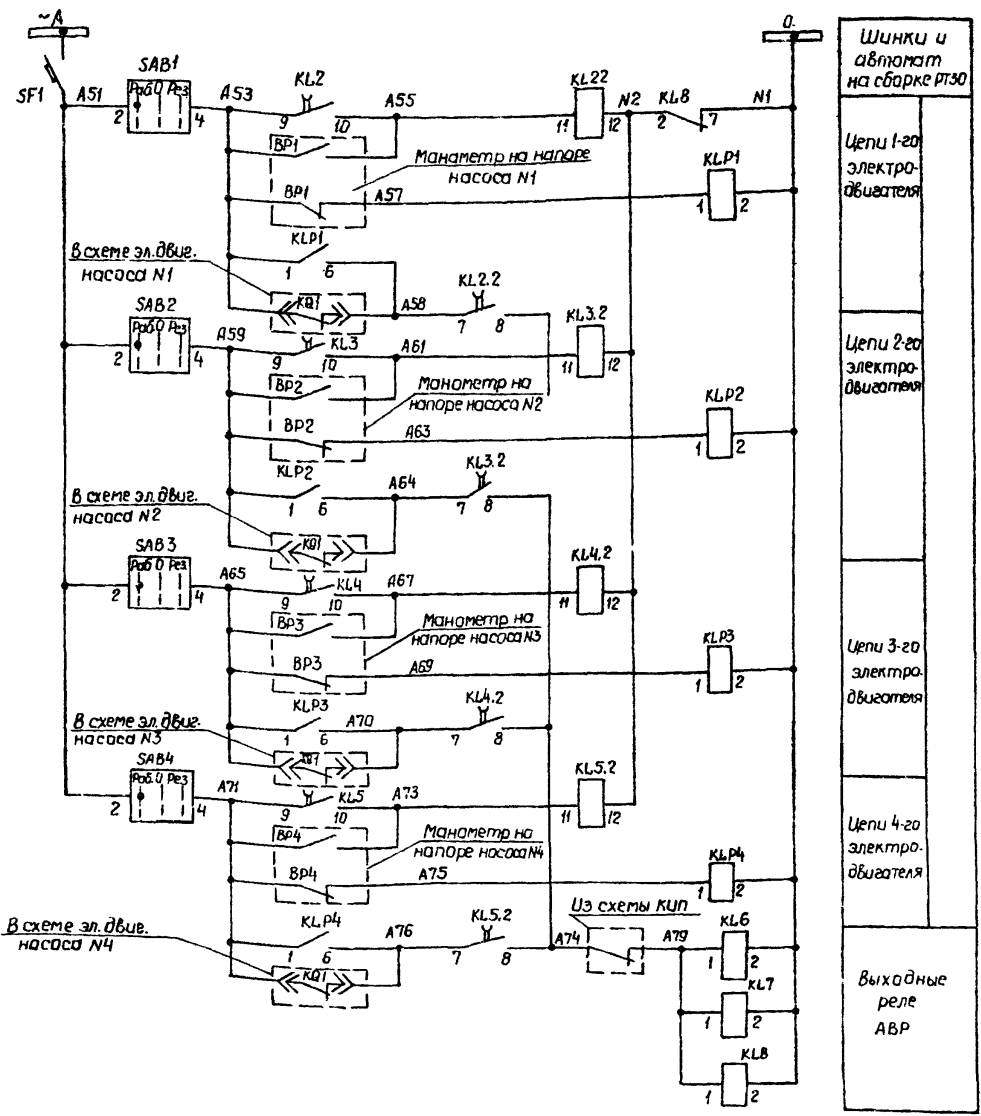 ~A
0.
Шинки и
автомат
на сборке РТ30
SF1
A51
SAB1
Раб. 0 Рез.
2
4
A53
KL2
9
10
A55
KL22
11
12
N2
KL8
2
7
N1
Цепи 1-го
электро-
двигателя
BP1
Манометр на напоре
насоса N1
BP1
A57
KLP1
1
2
KLP1
1
6
В схеме эл.двиг.
насоса N1
KQ1
A58
KL2.2
7
8
SAB2
Раб. 0 Рез.
2
4
A59
KL3
9
10
A61
KL3.2
11
12
Цепи 2-го
электро-
двигателя
BP2
Манометр на
напоре насоса N2
BP2
A63
KLP2
1
2
KLP2
1
6
A64
KL3.2
7
8
В схеме эл.двиг.
насоса N2
KQ1
SAB3
Раб. 0 Рез.
2
4
A65
KL4
9
10
A67
KL4.2
11
12
BP3
Манометр на
напоре насоса N3
BP3
A69
KLP3
1
2
Цепи 3-го
электро-
двигателя
KLP3
1
6
A70
KL4.2
7
8
В схеме эл.двиг.
насоса N3
KQ1
SAB4
Раб. 0 Рез
2
4
A71
KL5
9
10
A73
KL5.2
11
12
BP4
Манометр на
напоре насоса N4
BP4
A75
KLP4
1
2
Цепи 4-го
электро-
двигателя
KLP4
1
6
A76
KL5.2
7
8
В схеме эл.двиг.
насоса N4
KQ1
Из схемы КИП
A74
A79
KL6
1
2
KL7
1
2
KL8
1
2
Выходные
реле
АВР